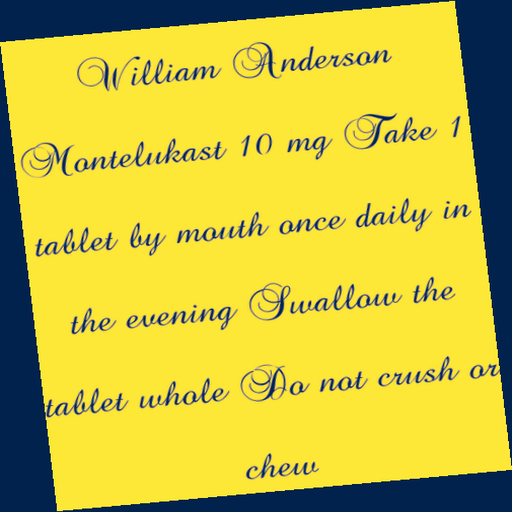 William Anderson
Montelukast 10 mg Take 1
tablet by mouth once daily in
the evening Swallow the
tablet whole Do not crush or
chew